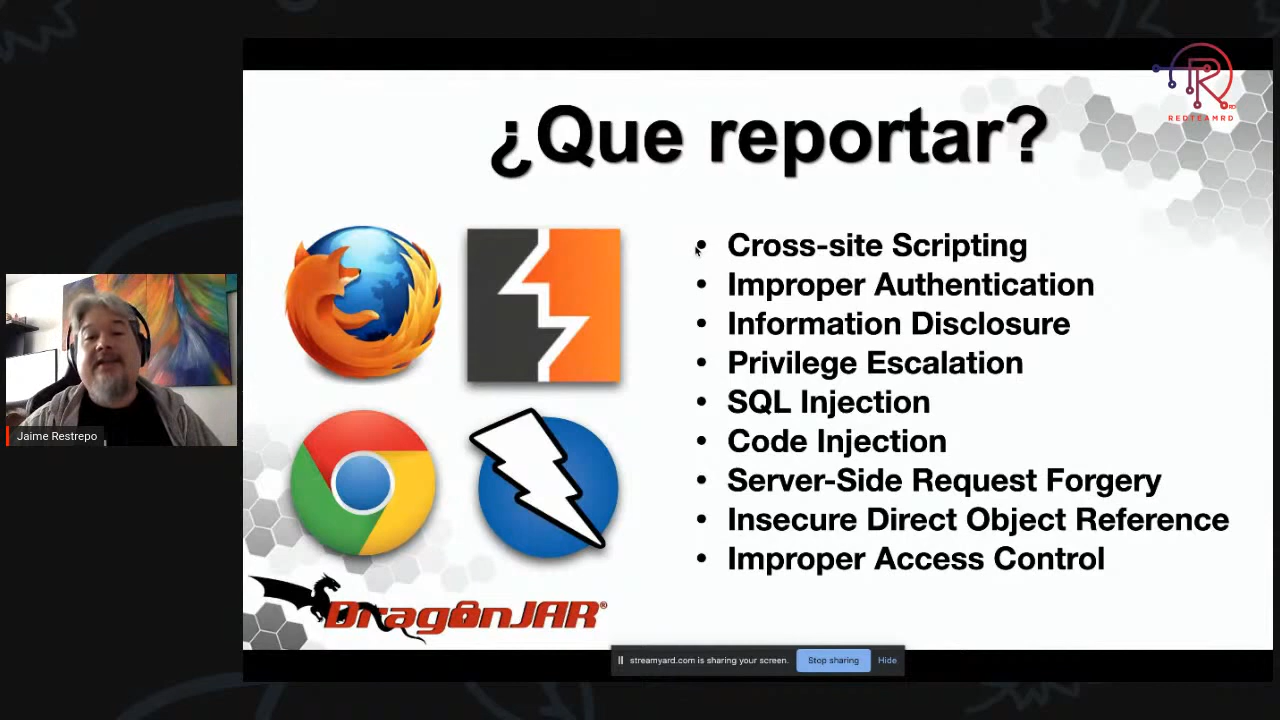 REDTEAMRD
¿Que reportar?
• Cross-site Scripting
• Improper Authentication
• Information Disclosure
• Privilege Escalation
• SQL Injection
• Code Injection
• Server-Side Request Forgery
• Insecure Direct Object Reference
• Improper Access Control
Jaime Restrepo
DragonJAR®
streamyard.com is sharing your screen. Stop sharing Hide